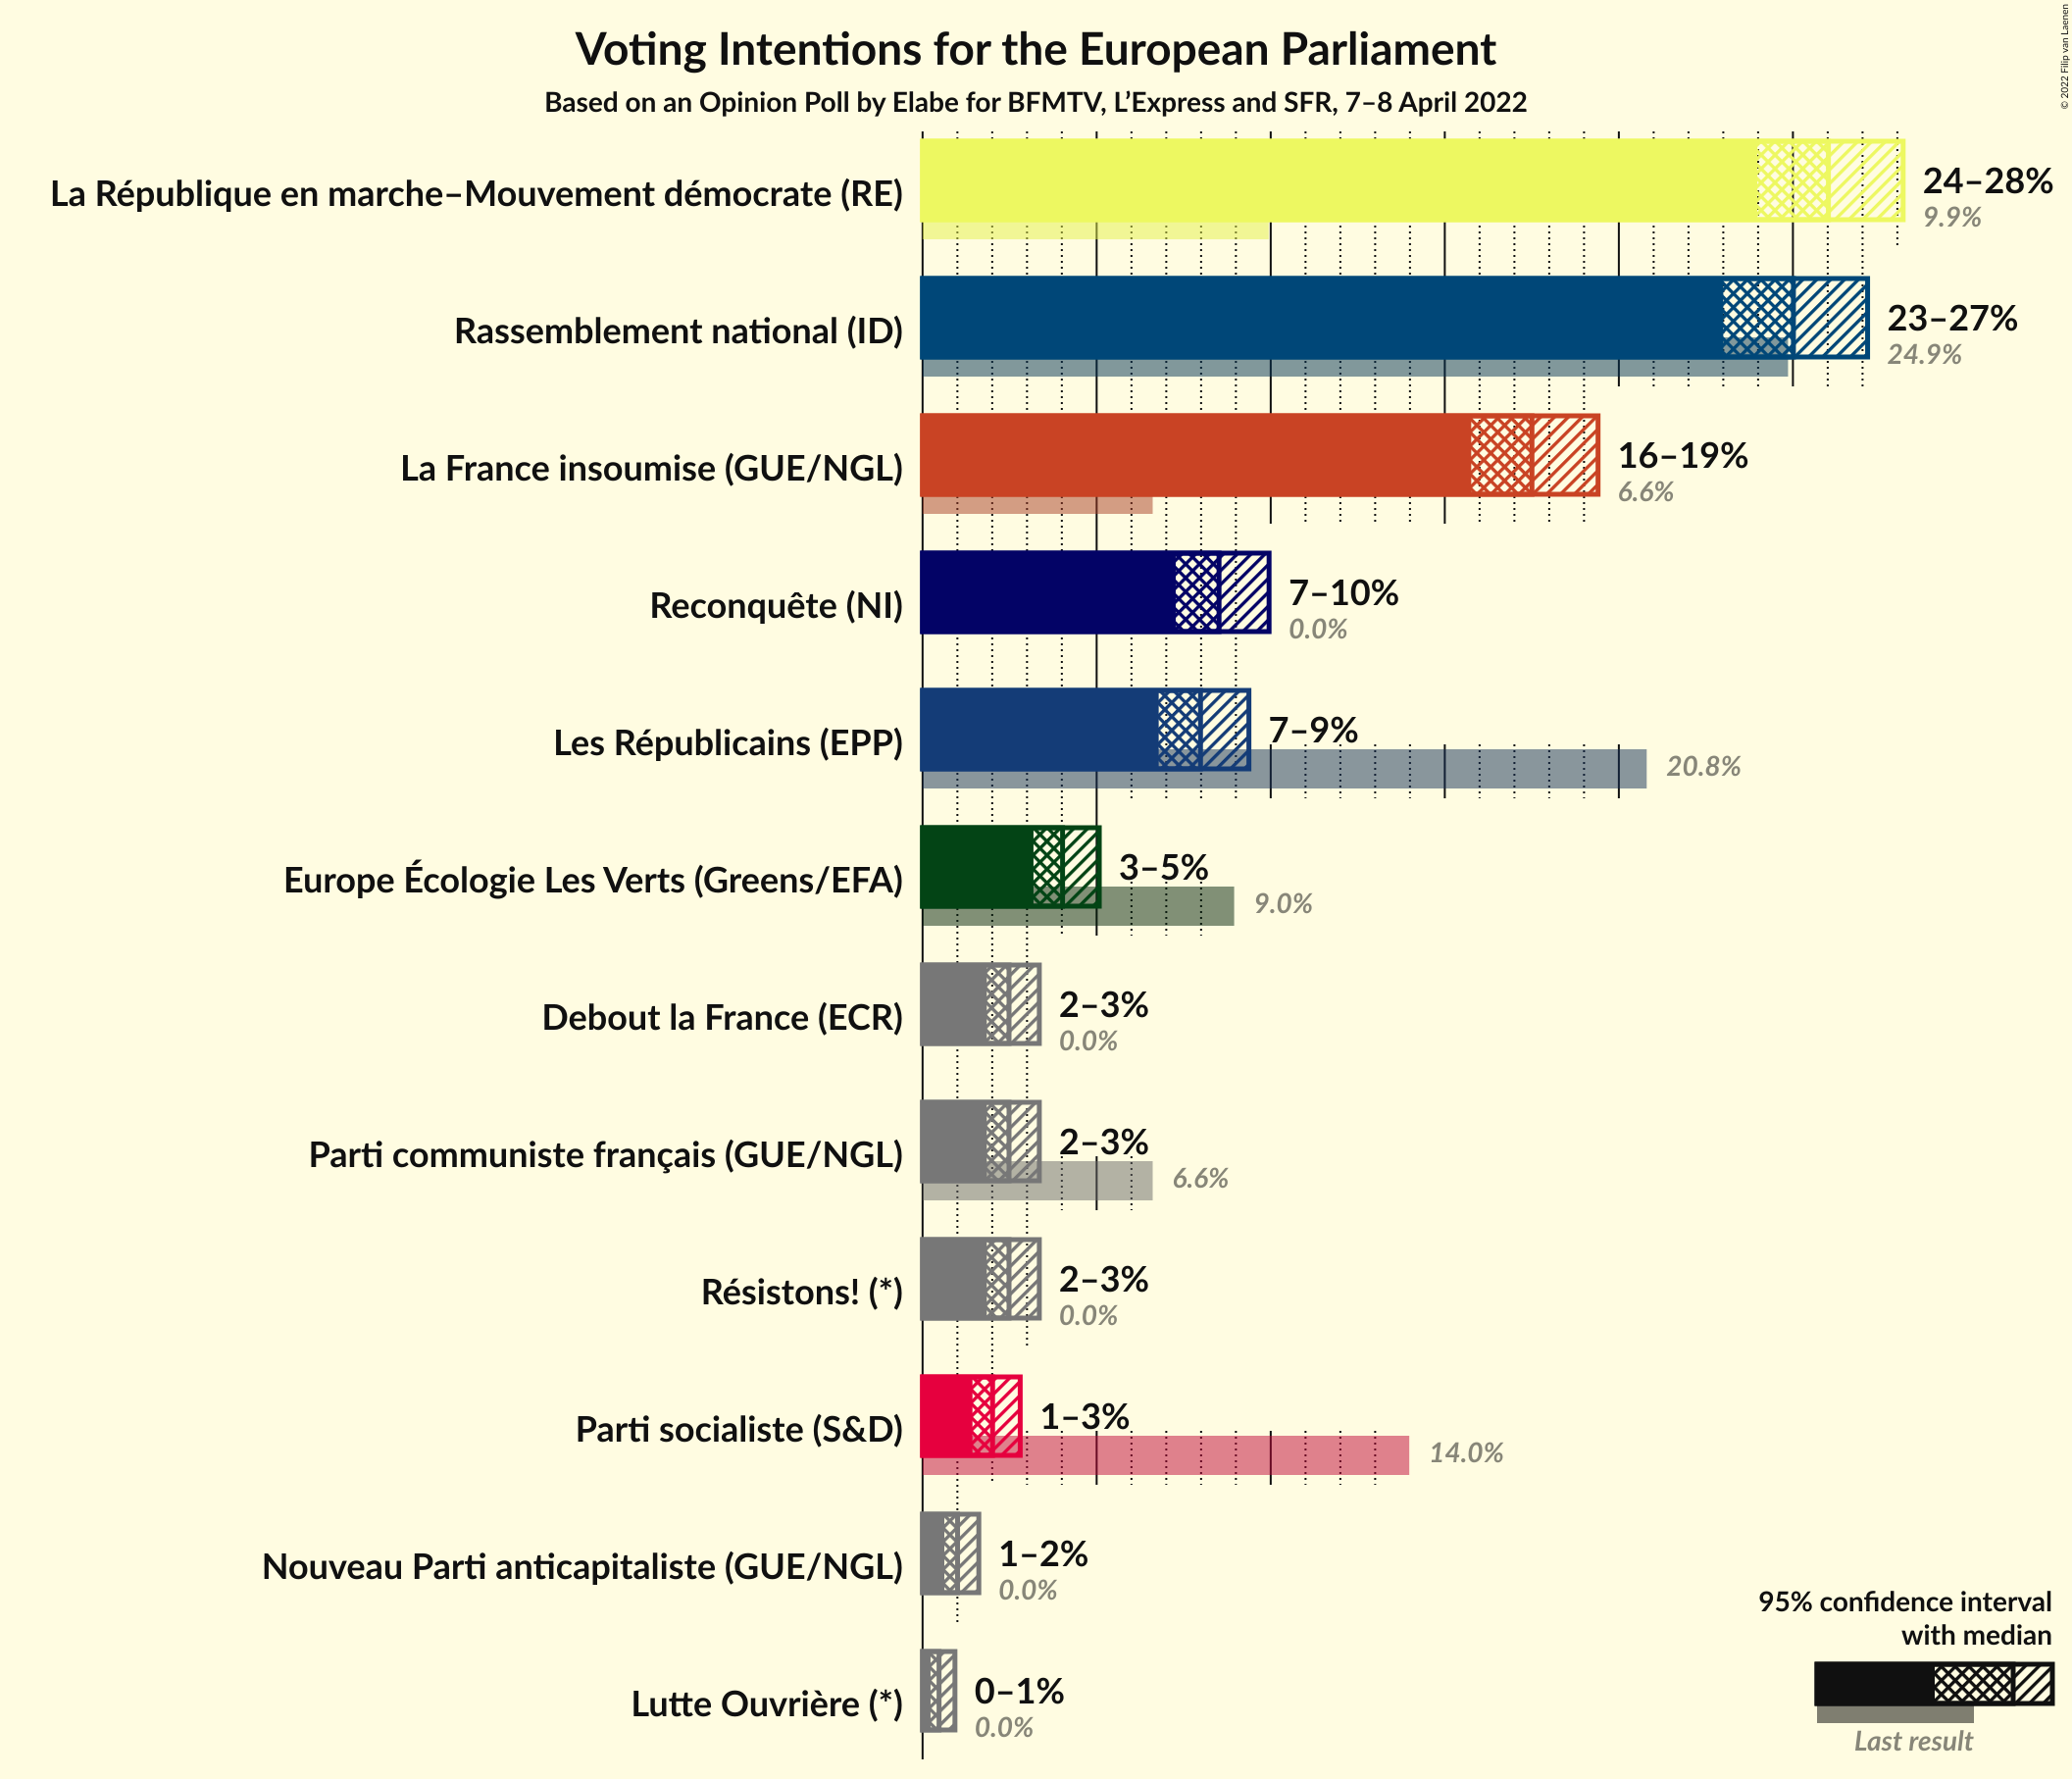 Voting Intentions for the European Parliament
Based on an Opinion Poll by Elabe for BFMTV, L’Express and SFR, 7–8 April 2022
© 2022 Filip van Laenen
La République en marche–Mouvement démocrate (RE)
24–28%
9.9%
Rassemblement national (ID)
23–27%
24.9%
La France insoumise (GUE/NGL)
16–19%
6.6%
Reconquête (NI)
7–10%
0.0%
Les Républicains (EPP)
7–9%
20.8%
Europe Écologie Les Verts (Greens/EFA)
3–5%
9.0%
Debout la France (ECR)
2–3%
0.0%
Parti communiste français (GUE/NGL)
2–3%
6.6%
Résistons! (*)
2–3%
0.0%
Parti socialiste (S&D)
1–3%
14.0%
Nouveau Parti anticapitaliste (GUE/NGL)
1–2%
0.0%
Lutte Ouvrière (*)
0–1%
0.0%
95% confidence interval
with median
Last result